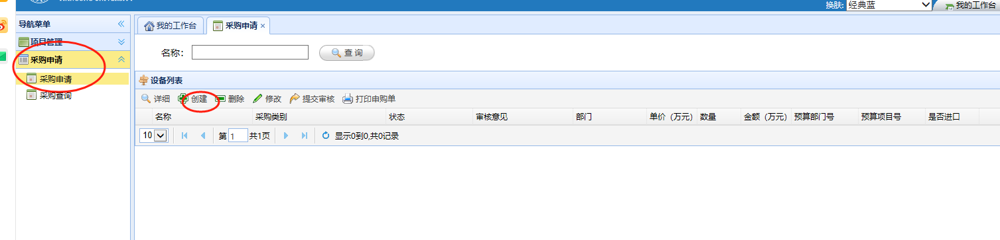 换肤: 经典蓝 我的工作台
导航菜单
项目管理
采购申请
采购申请
采购查询
我的工作台 采购申请
名称: 查 询
设备列表
详细 创建 删除 修改 提交审核 打印申购单
名称 采购类别 状态 审核意见 部门 单价（万元） 数量 金额（万元） 预算部门号 预算项目号 是否进口
10 第 1 共1页 显示0到0,共0记录